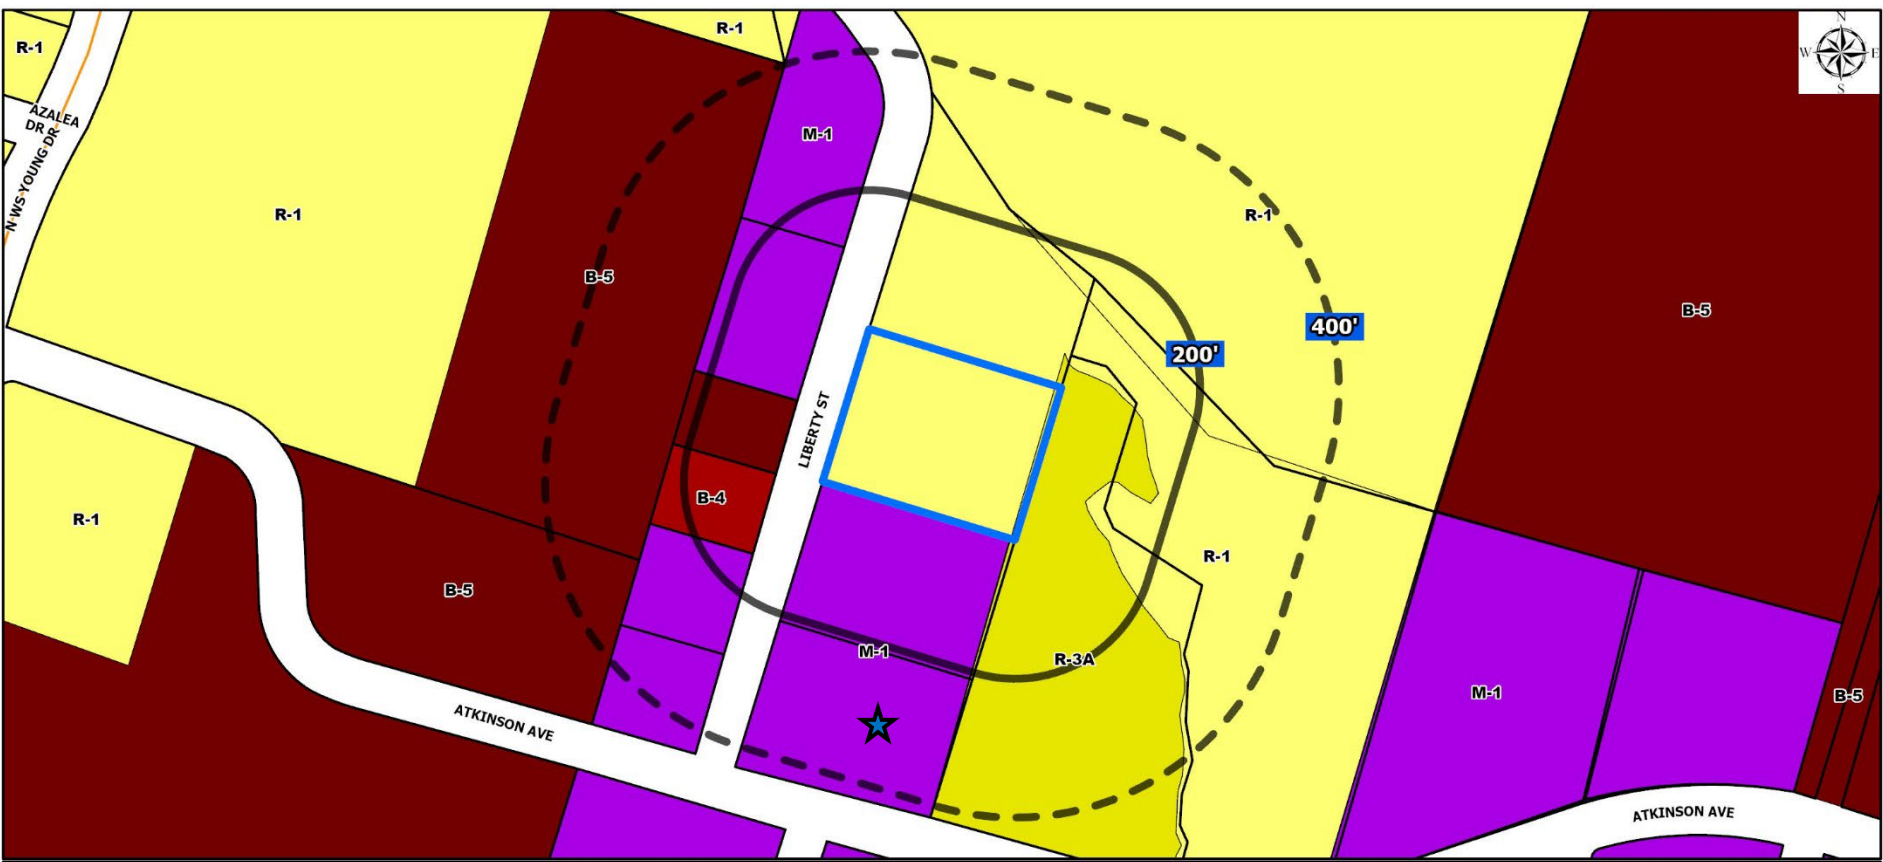 R-1
R-1
N
W
E
S
AZALEA
DR
N WS YOUNG DR
M-1
R-1
R-1
B-5
B-5
400'
200'
LIBERTY ST
B-4
R-1
R-1
B-5
M-1
R-3A
M-1
B-5
ATKINSON AVE
ATKINSON AVE